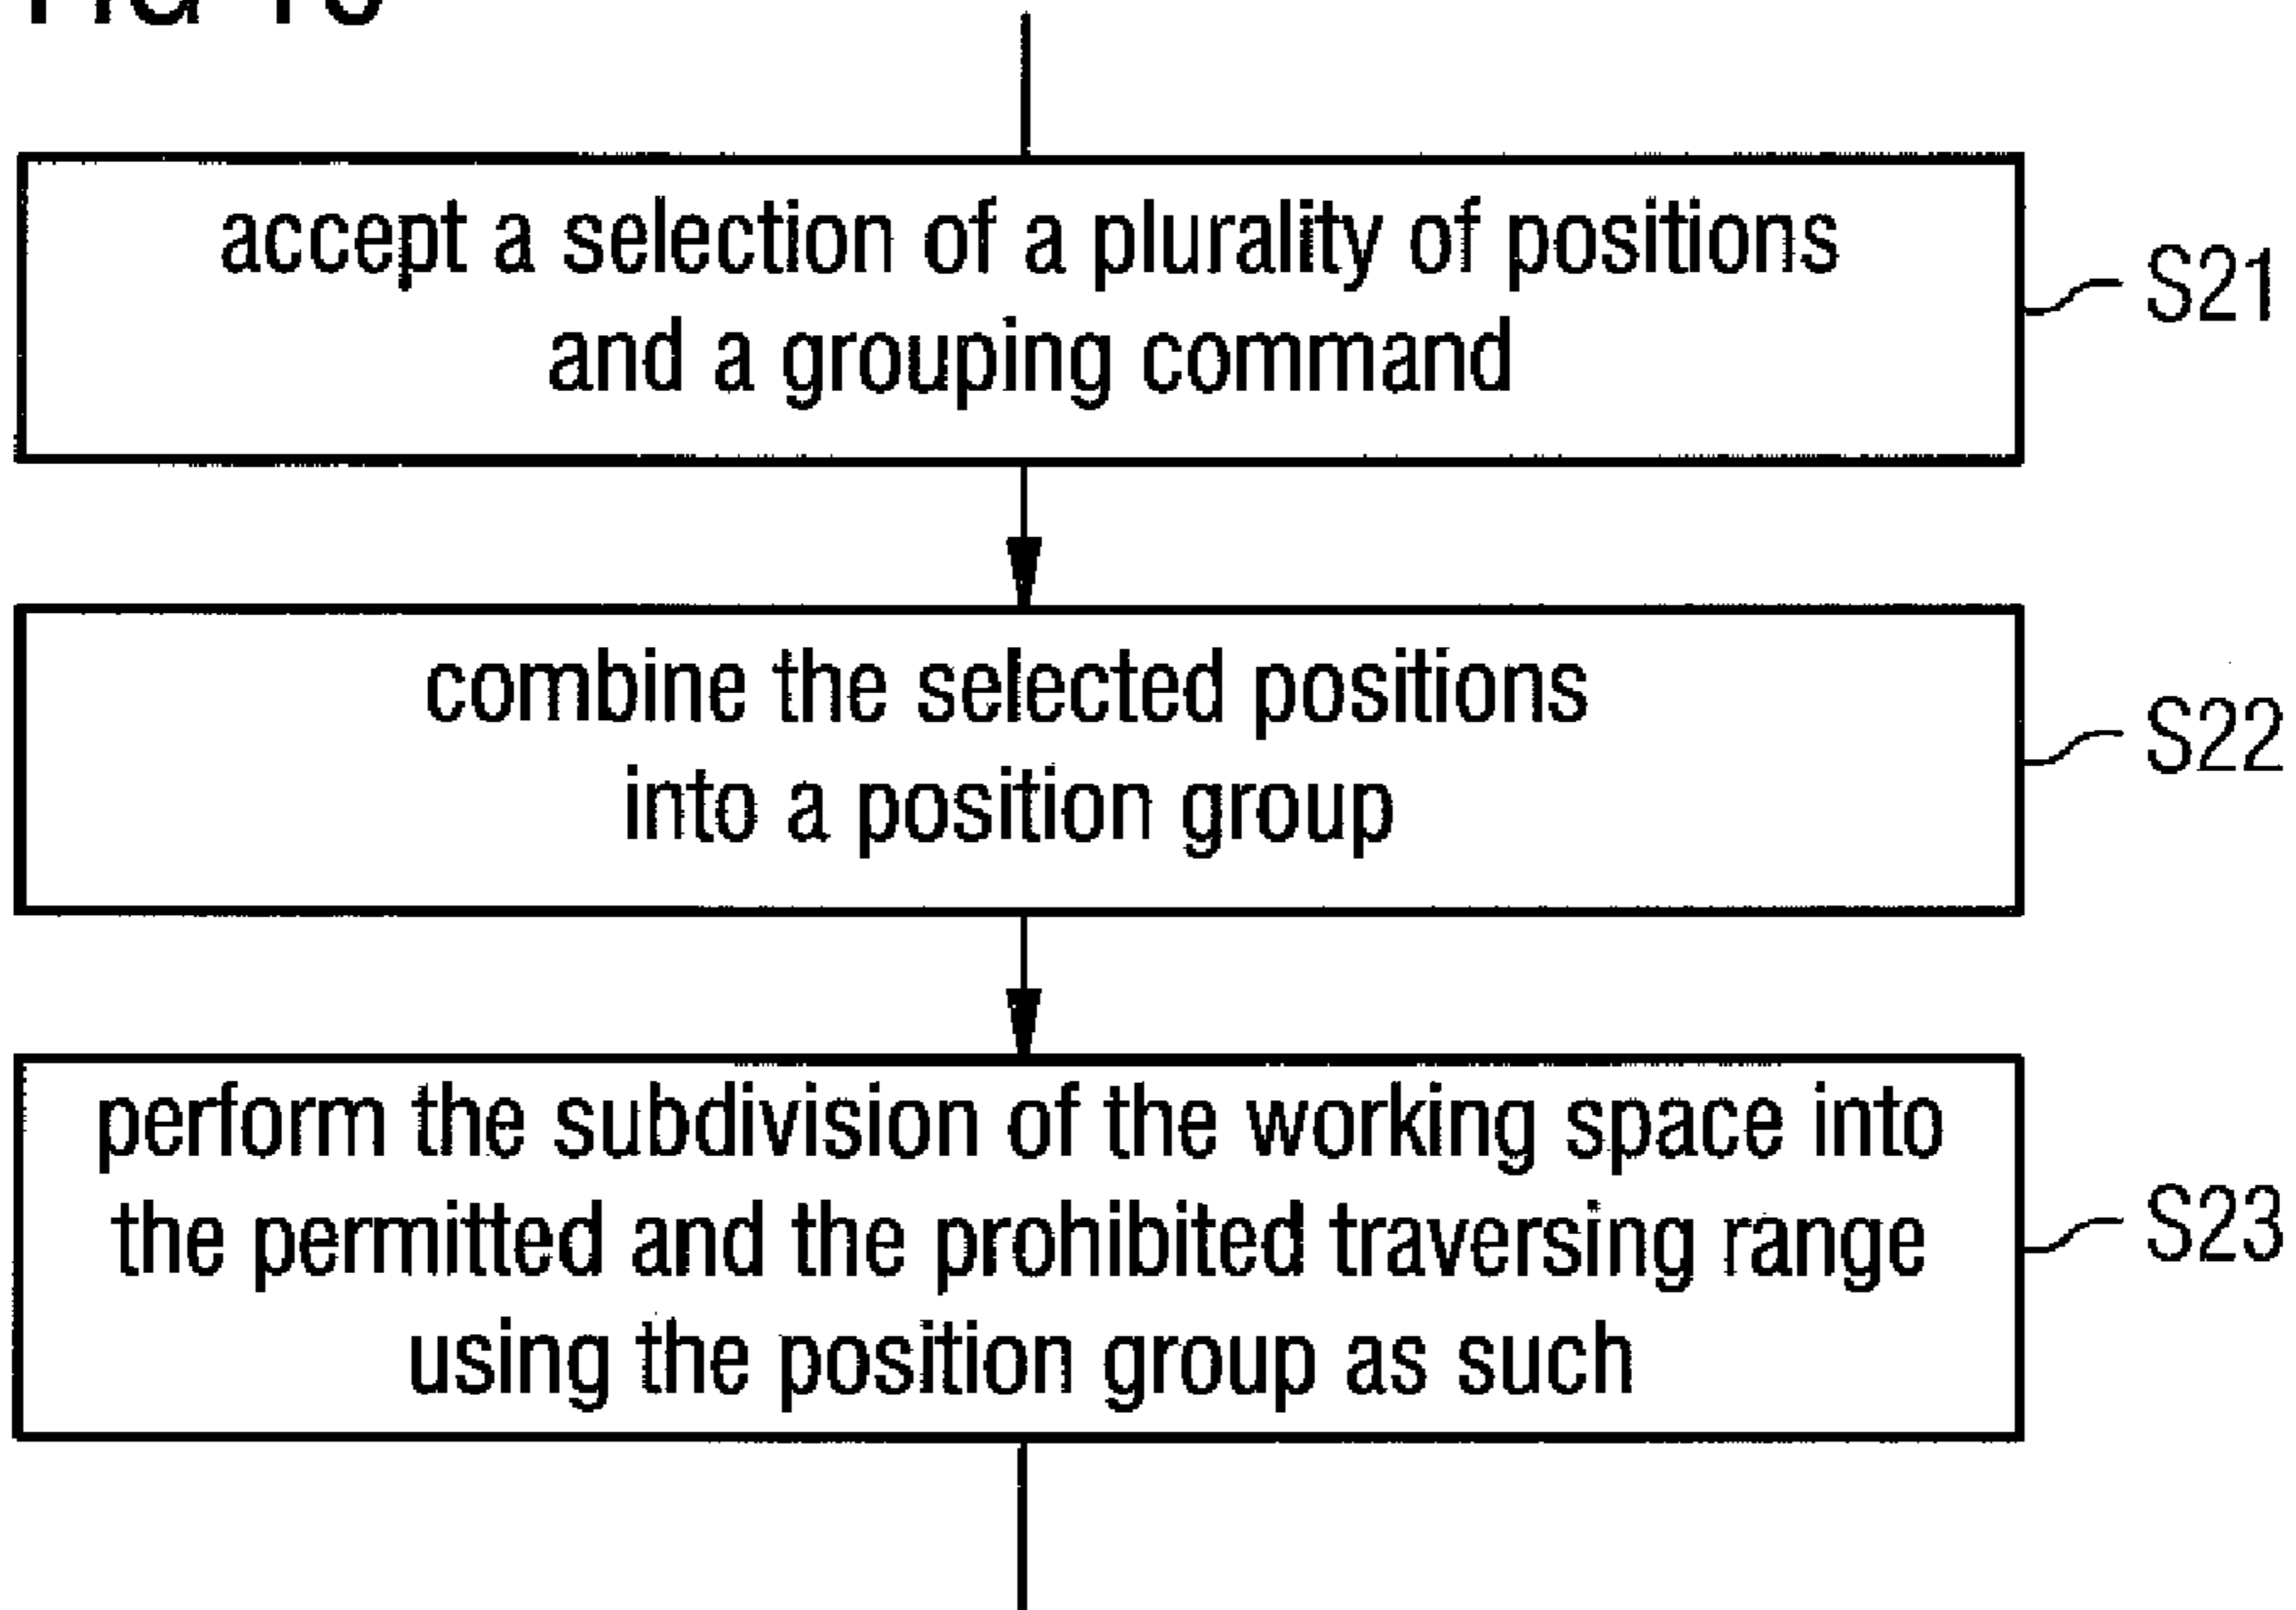 FIG
accept a selection of a plurality of positions
and a grouping command
S21
combine the selected positions
into a position group
S22
perform the subdivision of the working space into
the permitted and the prohibited traversing range
using the position group as such
S23